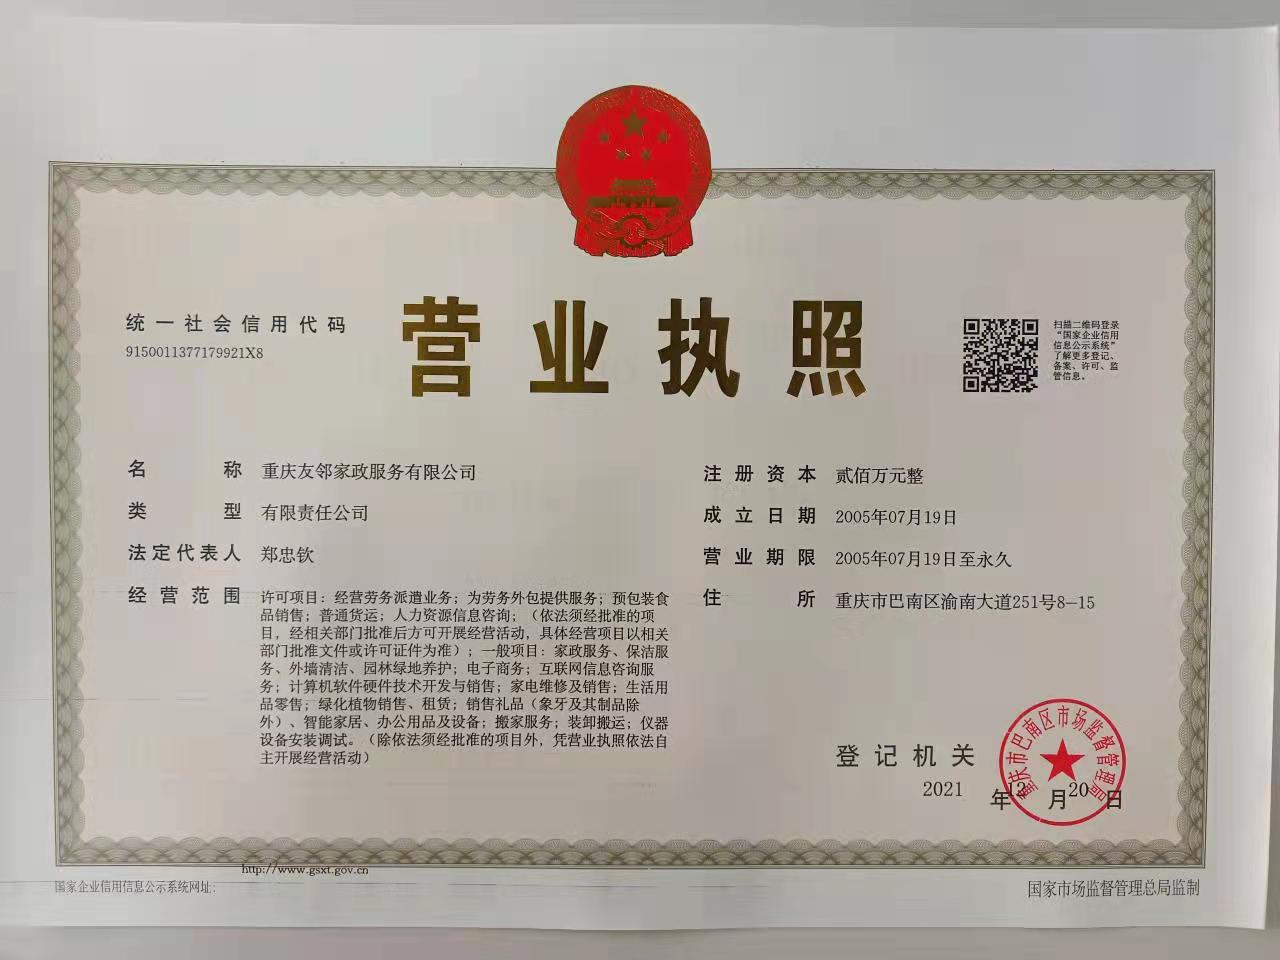 统一社会信用代码
9150011377179921X8
营业执照
扫描二维码登录
“国家企业信用
信息公示系统”
了解更多登记、
备案、许可、监
管信息。
名称 重庆友邻家政服务有限公司
类型 有限责任公司
法定代表人 郑忠钦
经营范围 许可项目：经营劳务派遣业务；为劳务外包提供服务；预包装食
品销售；普通货运；人力资源信息咨询；（依法须经批准的项
目，经相关部门批准后方可开展经营活动，具体经营项目以相关
部门批准文件或许可证件为准）；一般项目：家政服务、保洁服
务、外墙清洁、园林绿地养护；电子商务；互联网信息咨询服
务；计算机软件硬件技术开发与销售；家电维修及销售；生活用
品零售；绿化植物销售、租赁；销售礼品（象牙及其制品除
外）、智能家居、办公用品及设备；搬家服务；装卸搬运；仪器
设备安装调试。（除依法须经批准的项目外，凭营业执照依法自
主开展经营活动）
注册资本 贰佰万元整
成立日期 2005年07月19日
营业期限 2005年07月19日至永久
住所 重庆市巴南区渝南大道251号8—15
登记机关
重庆市巴南区市场监督管理局
2021年12月20日
http://www.gsxt.gov.cn
国家企业信用信息公示系统网址：
国家市场监督管理总局监制